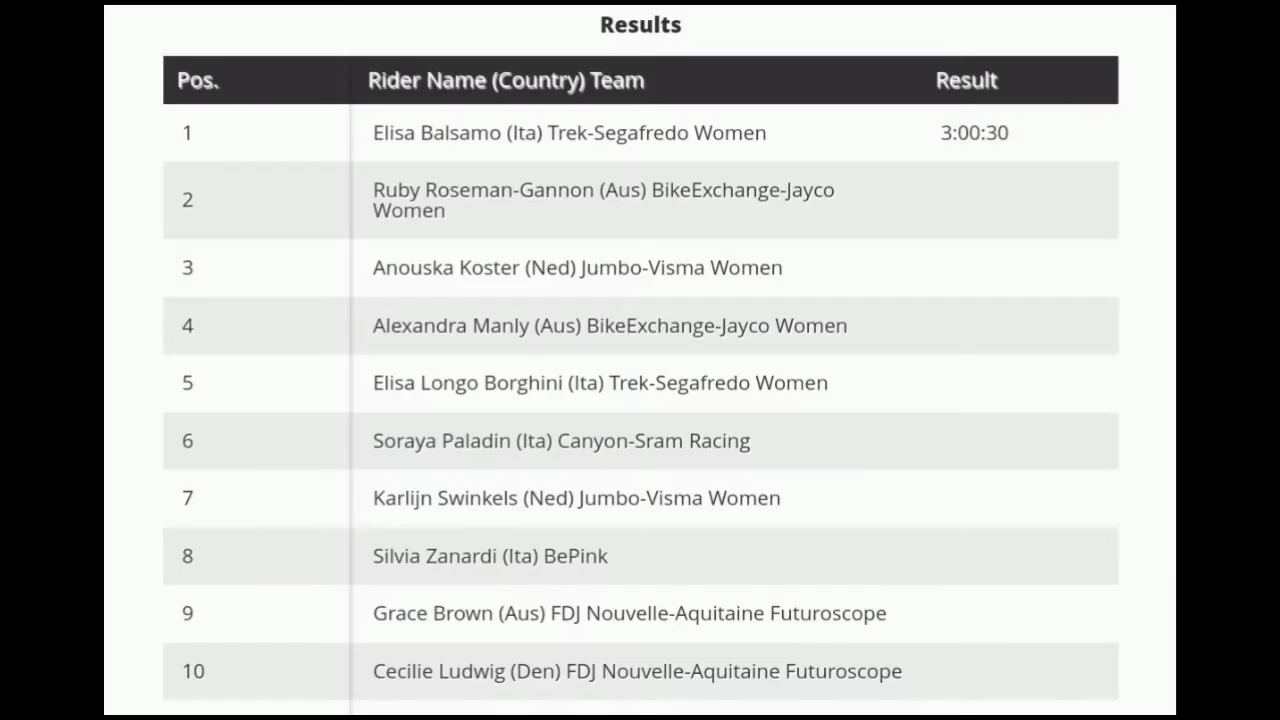 Results
Pos. Rider Name (Country) Team Result
1 Elisa Balsamo (Ita) Trek-Segafredo Women 3:00:30
2 Ruby Roseman-Gannon (Aus) BikeExchange-Jayco
Women
3 Anouska Koster (Ned) Jumbo-Visma Women
4 Alexandra Manly (Aus) BikeExchange-Jayco Women
5 Elisa Longo Borghini (Ita) Trek-Segafredo Women
6 Soraya Paladin (Ita) Canyon-Sram Racing
7 Karlijn Swinkels (Ned) Jumbo-Visma Women
8 Silvia Zanardi (Ita) BePink
9 Grace Brown (Aus) FDJ Nouvelle-Aquitaine Futuroscope
10 Cecilie Ludwig (Den) FDJ Nouvelle-Aquitaine Futuroscope